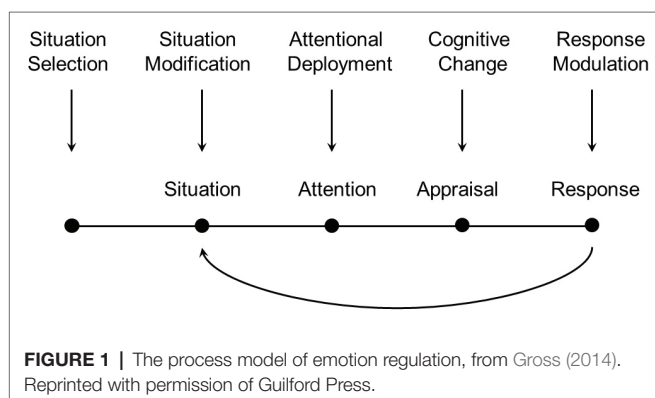 Situation Selection
Situation Modification
Attentional Deployment
Cognitive Change
Response Modulation
Situation
Attention
Appraisal
Response
FIGURE 1 | The process model of emotion regulation, from Gross (2014).
Reprinted with permission of Guilford Press.